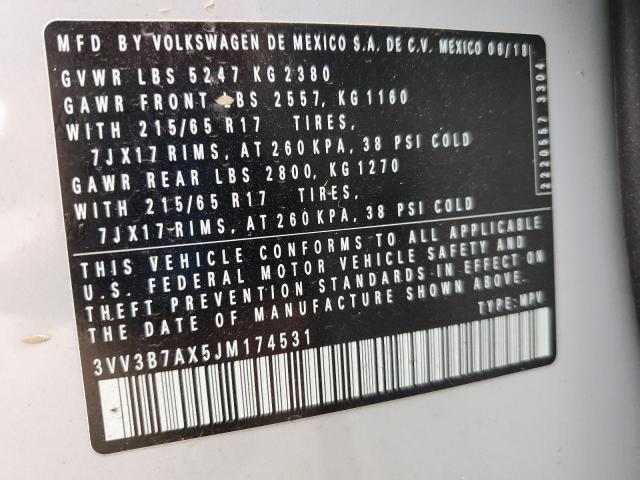 MFD BY VOLKSWAGEN DE MEXICO S.A. DE C.V. MEXICO 06/18
GVWR LBS 5247 KG 2380
GAWR FRONT LBS 2557, KG 1160
WITH 215/65 R17 TIRES,
7JX17 RIMS, AT 260 KPA, 38 PSI COLD
GAWR REAR LBS 2800, KG 1270
WITH 215/65 R17 TIRES,
7JX17 RIMS, AT 260 KPA, 38 PSI COLD
2220567 3304
THIS VEHICLE CONFORMS TO ALL APPLICABLE
U.S. FEDERAL MOTOR VEHICLE SAFETY AND
THEFT PREVENTION STANDARDS IN EFFECT ON
THE DATE OF MANUFACTURE SHOWN ABOVE.
3VV3B7AX5JM174531 TYPE: MPV